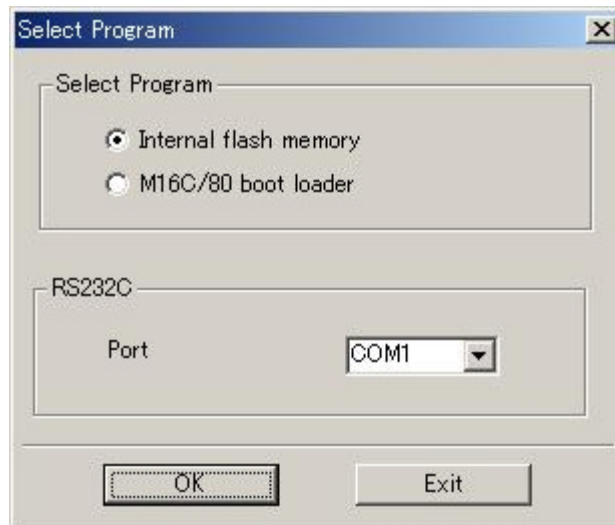 Select Program
Select Program
Internal flash memory
M16C/80 boot loader
RS232C
Port COM1
OK Exit